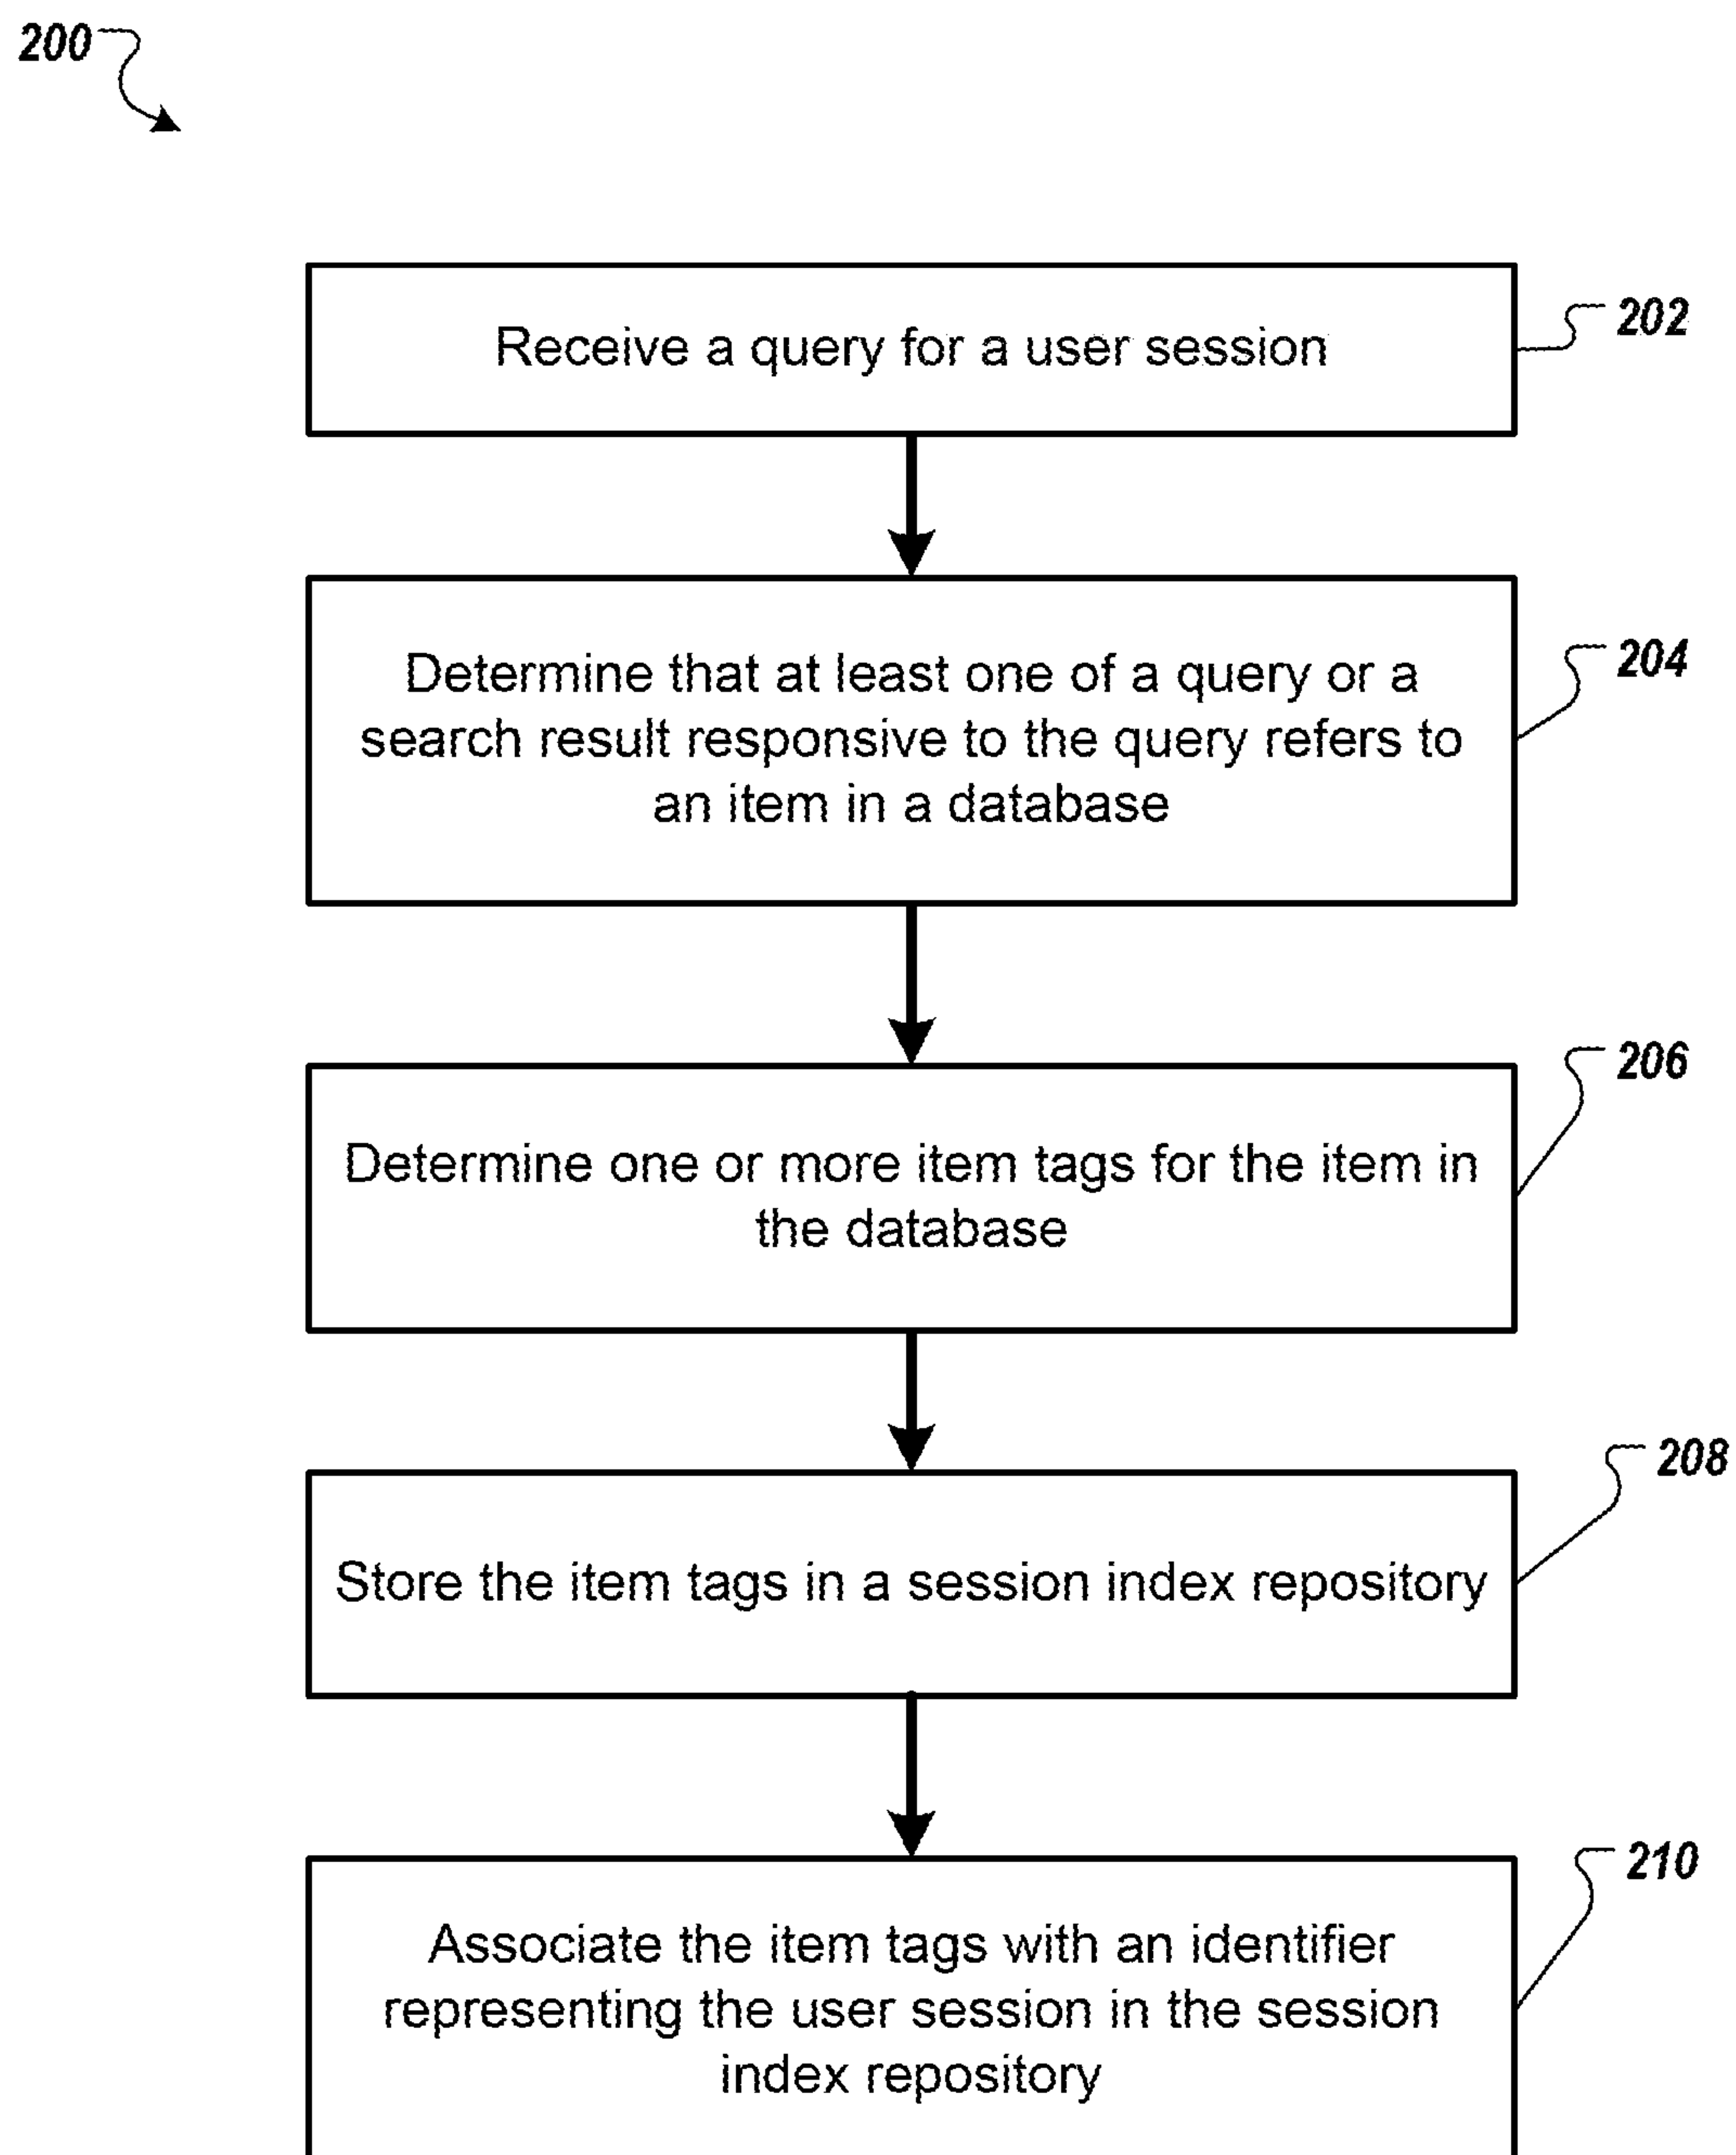 200
Receive a query for a user session
202
Determine that at least one of a query or a
search result responsive to the query refers to
an item in a database
204
Determine one or more item tags for the item in
the database
206
Store the item tags in a session index repository
208
Associate the item tags with an identifier
representing the user session in the session
index repository
210